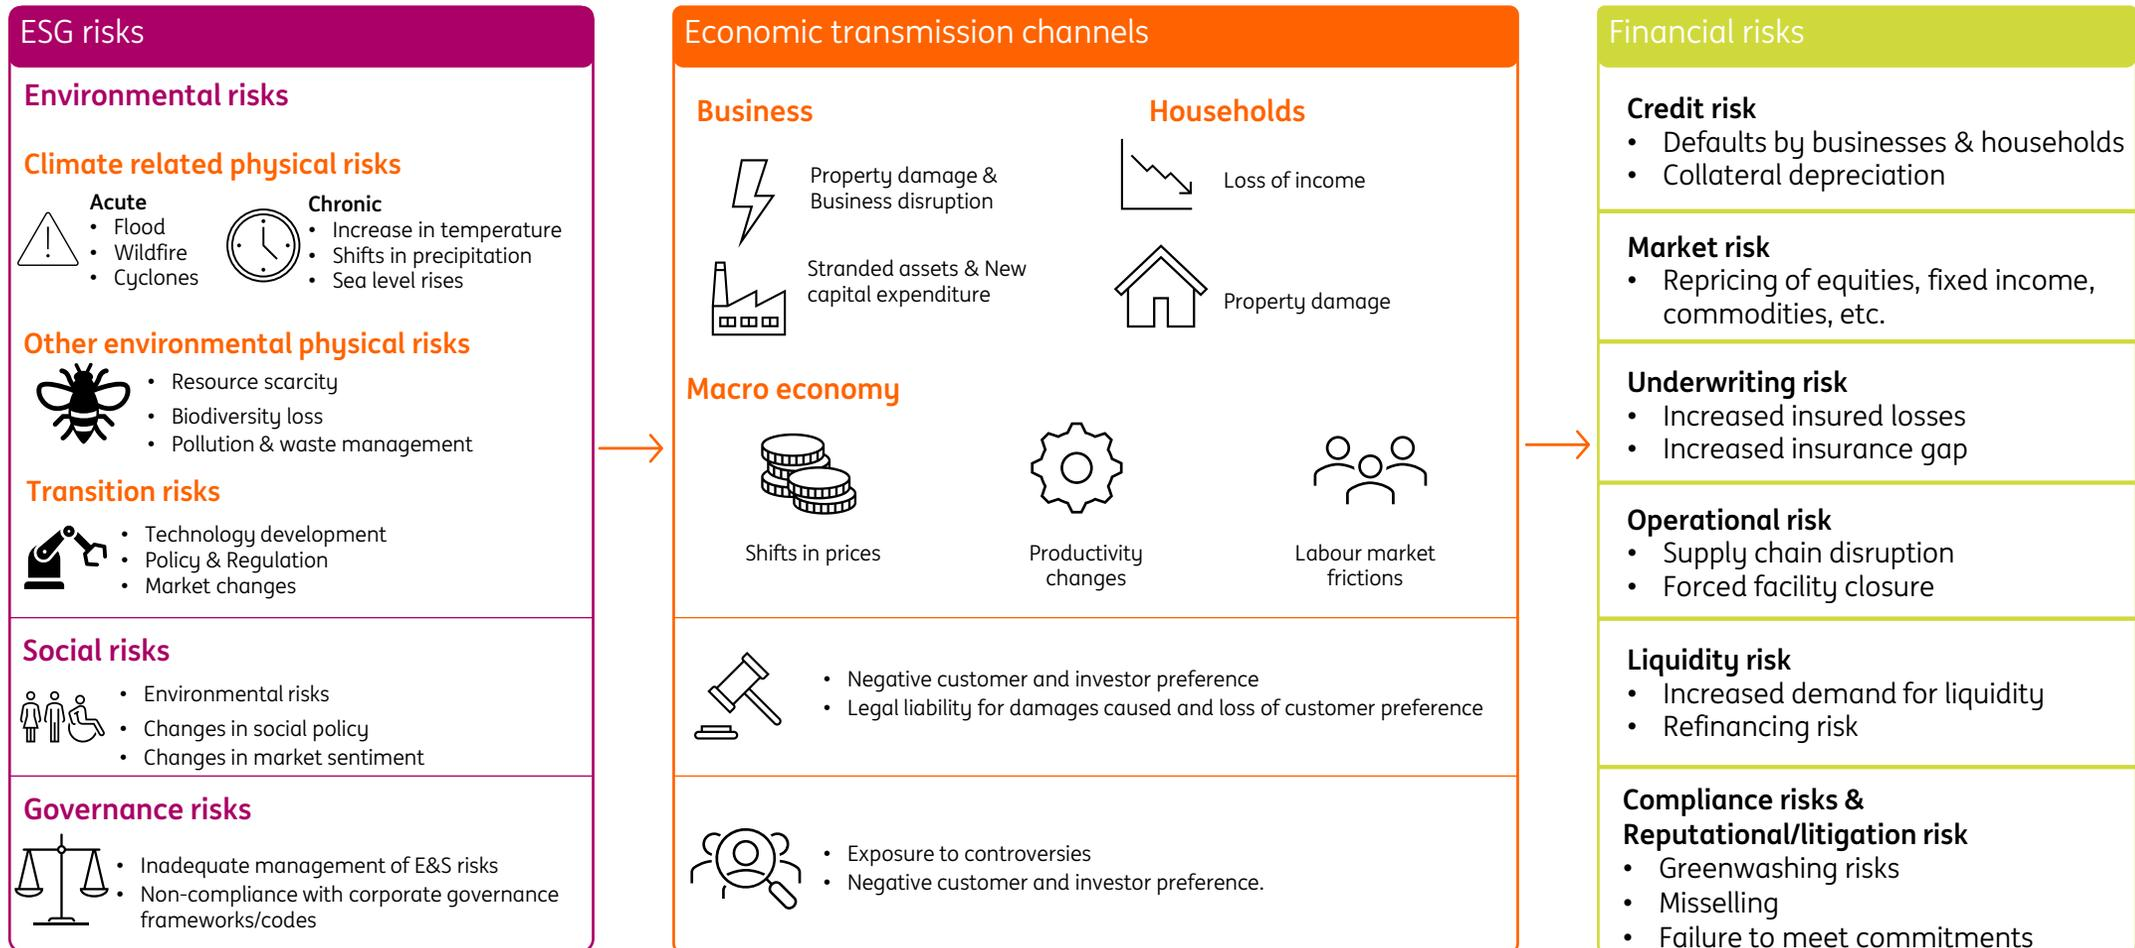 ESG risks
Environmental risks
Climate related physical risks
Acute
• Flood
• Wildfire
• Cyclones
Chronic
• Increase in temperature
• Shifts in precipitation
• Sea level rises
Other environmental physical risks
• Resource scarcity
• Biodiversity loss
• Pollution & waste management
Transition risks
• Technology development
• Policy & Regulation
• Market changes
Social risks
• Environmental risks
• Changes in social policy
• Changes in market sentiment
Governance risks
• Inadequate management of E&S risks
• Non-compliance with corporate governance
frameworks/codes
Economic transmission channels
Business
Property damage &
Business disruption
Stranded assets & New
capital expenditure
Households
Loss of income
Property damage
Macro economy
Shifts in prices
Productivity
changes
Labour market
frictions
• Negative customer and investor preference
• Legal liability for damages caused and loss of customer preference
• Exposure to controversies
• Negative customer and investor preference.
Financial risks
Credit risk
• Defaults by businesses & households
• Collateral depreciation
Market risk
• Repricing of equities, fixed income,
commodities, etc.
Underwriting risk
• Increased insured losses
• Increased insurance gap
Operational risk
• Supply chain disruption
• Forced facility closure
Liquidity risk
• Increased demand for liquidity
• Refinancing risk
Compliance risks &
Reputational/litigation risk
• Greenwashing risks
• Misselling
• Failure to meet commitments